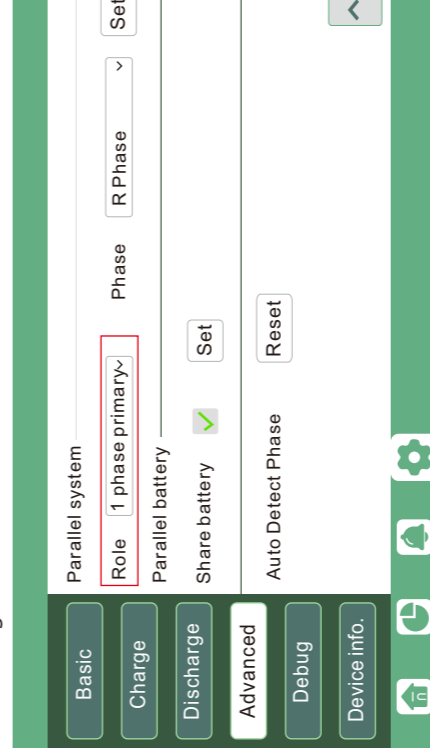 Basic
Charge
Discharge
Advanced
Debug
Device info.
Parallel system
Role 1 phase primary Phase R Phase Set
Parallel battery
Share battery Set
Auto Detect Phase Reset